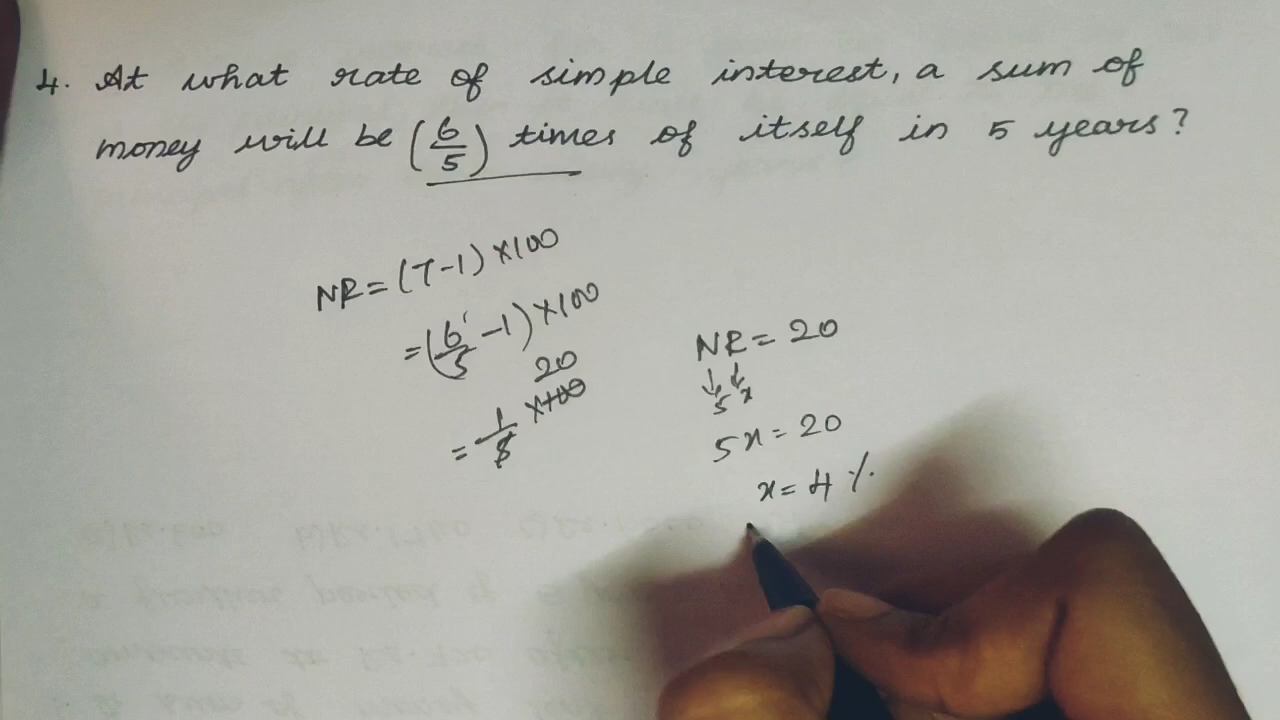 4. At what rate of simple interest, a sum of
money will be (6/5) times of itself in 5 years?
NR = (T-1) ×100
= (6/5 - 1) ×100
20
= 1/5 ×100
NR = 20
↓ ↓
5 x
5x = 20
x = 4 %